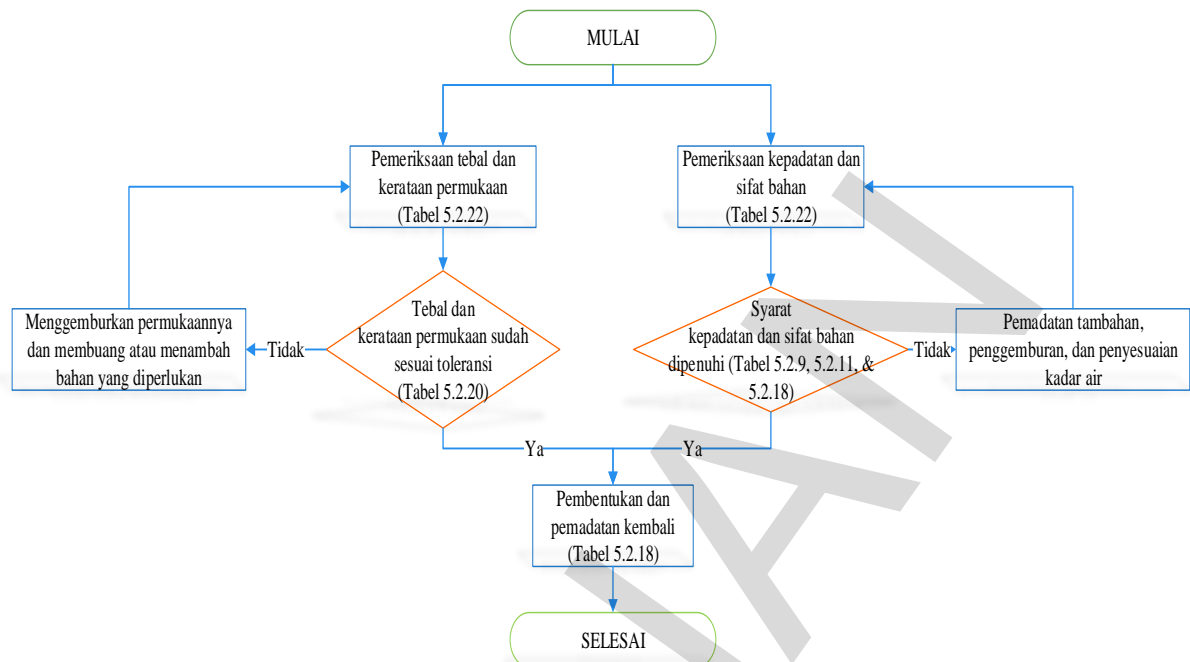 MULAI
Pemeriksaan tebal dan
kerataan permukaan
(Tabel 5.2.22)
Pemeriksaan kepadatan dan
sifat bahan
(Tabel 5.2.22)
Menggemburkan permukaannya
dan membuang atau menambah
bahan yang diperlukan
Tidak
Tebal dan
kerataan permukaan sudah
sesuai toleransi
(Tabel 5.2.20)
Syarat
kepadatan dan sifat bahan
dipenuhi (Tabel 5.2.9, 5.2.11, &
5.2.18)
Tidak
Pemadatan tambahan,
penggemburan, dan penyesuaian
kadar air
Ya
Ya
Pembentukan dan
pemadatan kembali
(Tabel 5.2.18)
SELESAI